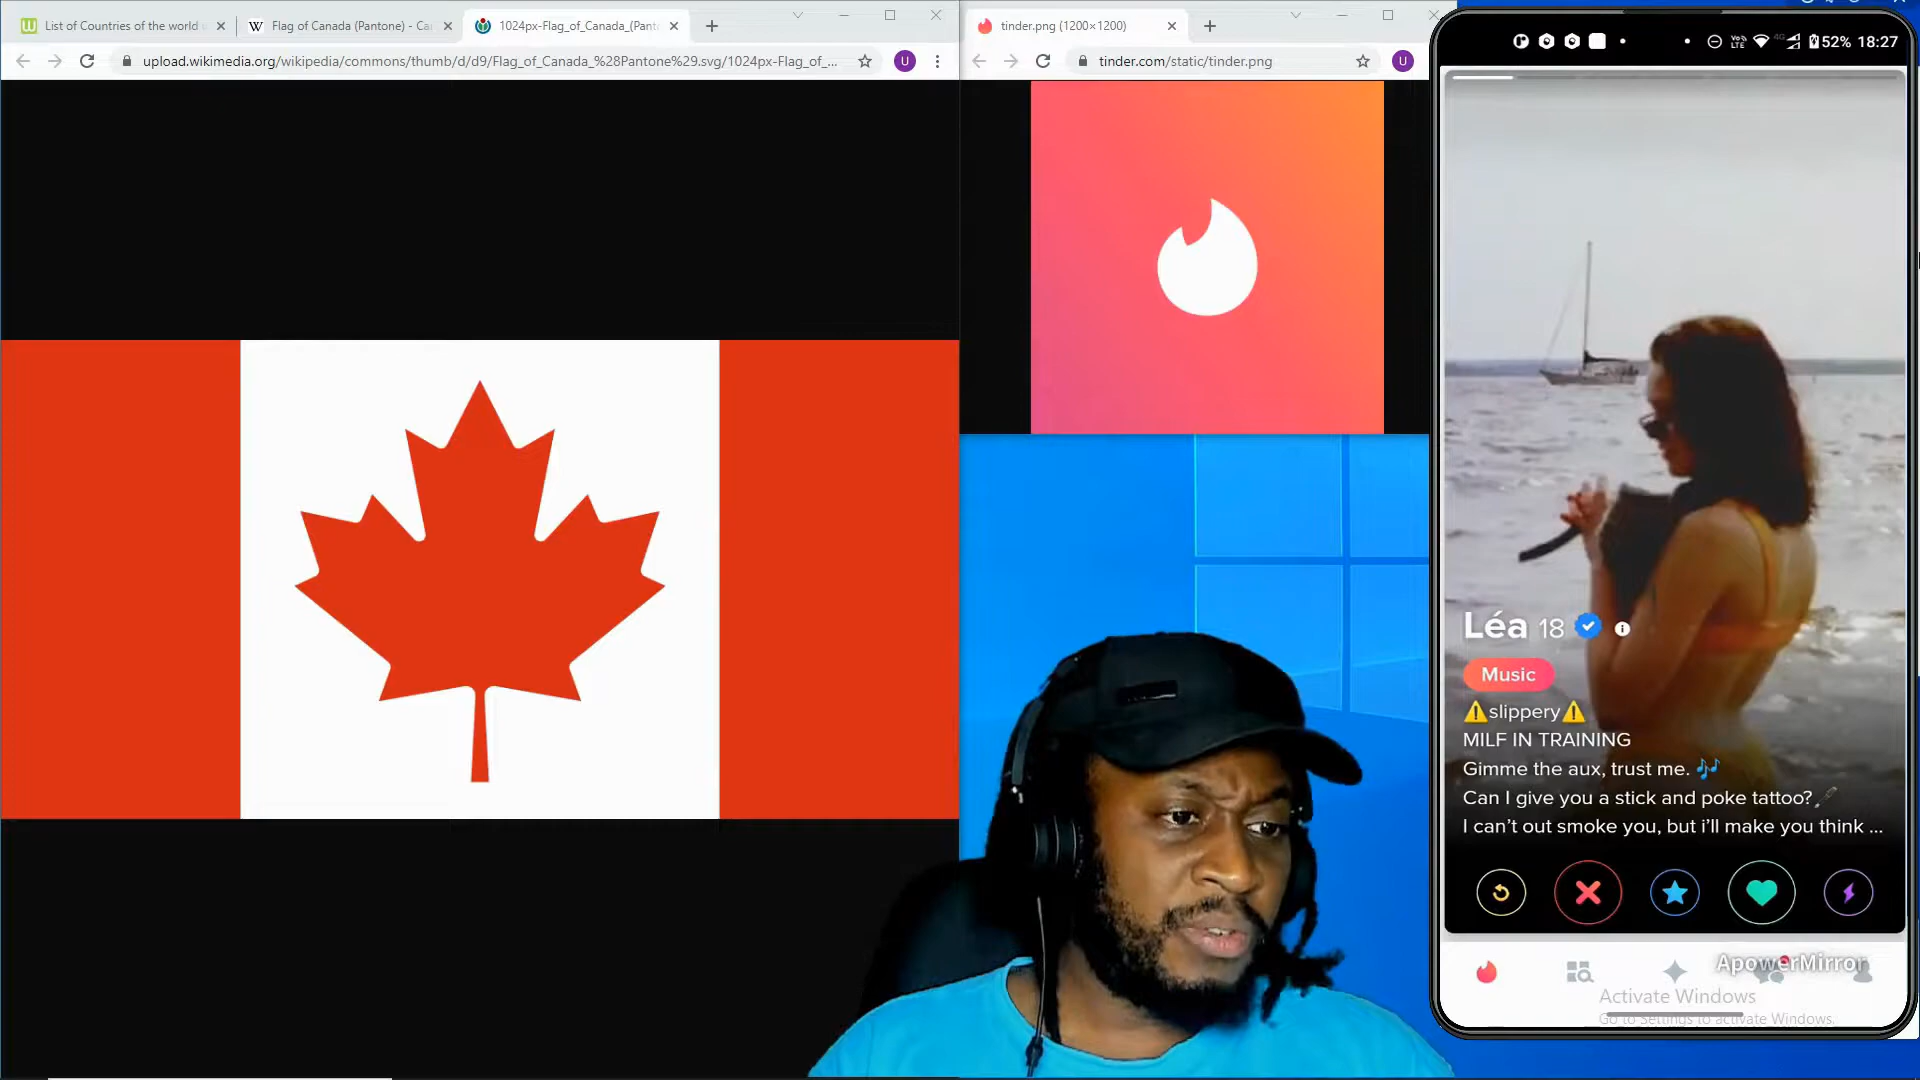 List of Countries of the world
Flag of Canada (Pantone) - Ca
1024px-Flag_of_Canada_(Pant
upload.wikimedia.org/wikipedia/commons/thumb/d/d9/Flag_of_Canada_%28Pantone%29.svg/1024px-Flag_of_...
U
tinder.png (1200×1200)
tinder.com/static/tinder.png
U
52% 18:27
Léa 18
Music
⚠️slippery⚠️
MILF IN TRAINING
Gimme the aux, trust me. 🎶
Can I give you a stick and poke tattoo?
I can't out smoke you, but i'll make you think ...
ApowerMirror
Activate Windows
Go to Settings to activate Windows.